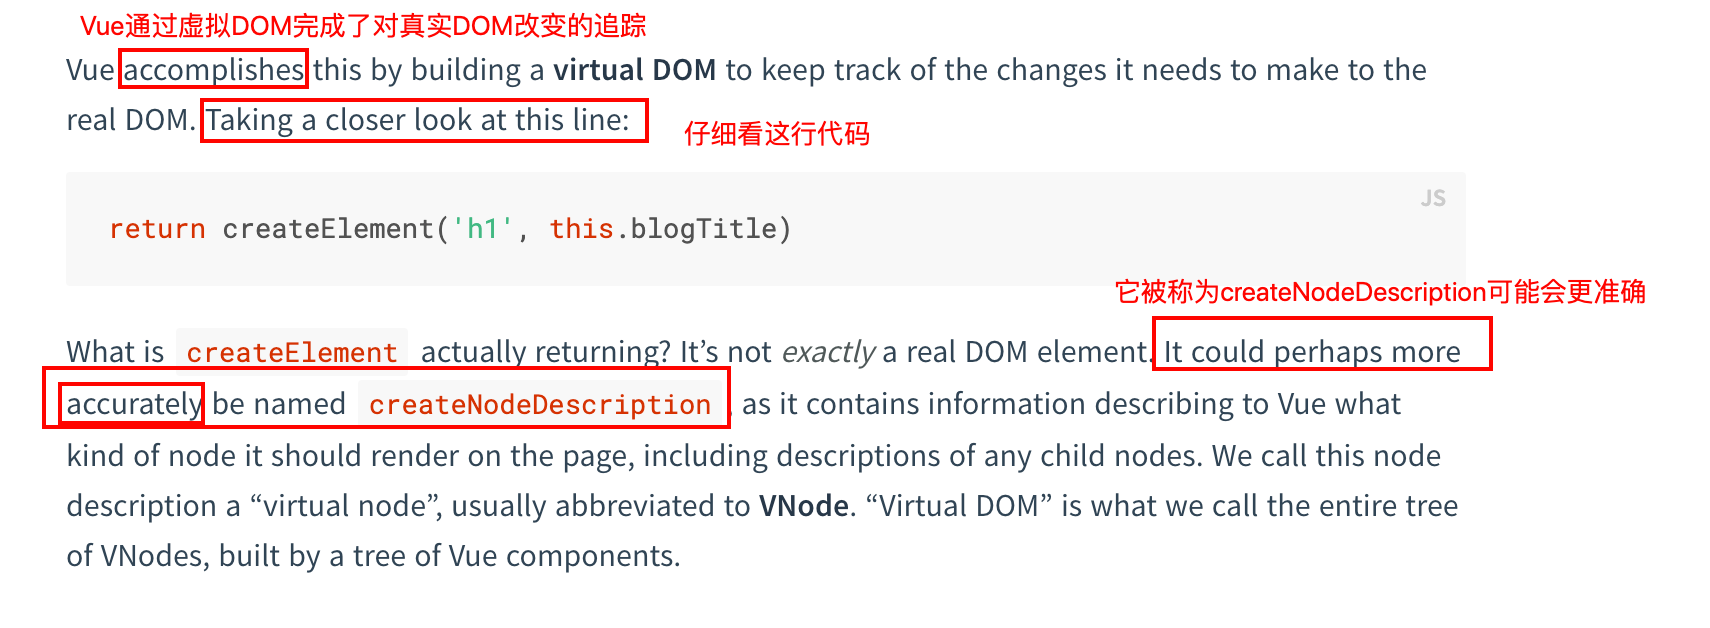 Vue通过虚拟DOM完成了对真实DOM改变的追踪
Vue accomplishes this by building a virtual DOM to keep track of the changes it needs to make to the
real DOM. Taking a closer look at this line:
仔细看这行代码
JS
return createElement('h1', this.blogTitle)
它被称为createNodeDescription可能会更准确
What is createElement actually returning? It’s not exactly a real DOM element. It could perhaps more
accurately be named createNodeDescription, as it contains information describing to Vue what
kind of node it should render on the page, including descriptions of any child nodes. We call this node
description a “virtual node”, usually abbreviated to VNode. “Virtual DOM” is what we call the entire tree
of VNodes, built by a tree of Vue components.